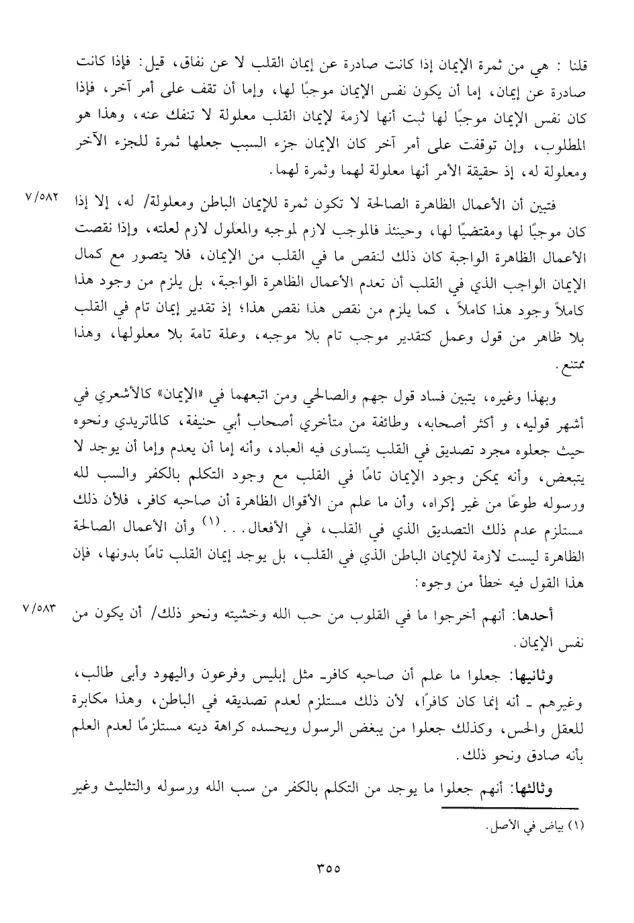 قلنا : هي من ثمرة الإيمان إذا كانت صادرة عن إيمان القلب لا عن نفاق، قيل: فإذا كانت
صادرة عن إيمان، إما أن يكون نفس الإيمان موجبًا لها، وإما أن تقف على أمر آخر، فإذا
كان نفس الإيمان موجبًا لها ثبت أنها لازمة لإيمان القلب معلولة لا تنفك عنه، وهذا هو
المطلوب، وإن توقفت على أمر آخر كان الإيمان جزء السبب جعلها ثمرة للجزء الآخر
ومعلولة له، إذ حقيقة الأمر أنها معلولة لهما وثمرة لهما.
فتبين أن الأعمال الظاهرة الصالحة لا تكون ثمرة للإيمان الباطن ومعلولة/ له، إلا إذا ٧/٥٨٢
كان موجبًا لها ومقتضيًا لها، وحينئذ فالموجب لازم لموجبه والمعلول لازم لعلته، وإذا نقصت
الأعمال الظاهرة الواجبة كان ذلك لنقص ما في القلب من الإيمان، فلا يتصور مع كمال
الإيمان الواجب الذي في القلب أن تعدم الأعمال الظاهرة الواجبة، بل يلزم من وجود هذا
كاملاً وجود هذا كاملاً ، كما يلزم من نقص هذا نقص هذا؛ إذ تقدير إيمان تام في القلب
بلا ظاهر من قول وعمل كتقدير موجب تام بلا موجبه، وعلة تامة بلا معلولها، وهذا
ممتنع.
وبهذا وغيره، يتبين فساد قول جهم والصالحي ومن اتبعهما في «الإيمان» كالأشعري في
أشهر قوليه، و أكثر أصحابه، وطائفة من متأخري أصحاب أبي حنيفة، كالماتريدي ونحوه
حيث جعلوه مجرد تصديق في القلب يتساوى فيه العباد، وأنه إما أن يعدم وإما أن يوجد لا
يتبعض، وأنه يمكن وجود الإيمان تامًا في القلب مع وجود التكلم بالكفر والسب لله
ورسوله طوعًا من غير إكراه، وأن ما علم من الأقوال الظاهرة أن صاحبه كافر، فلأن ذلك
مستلزم عدم ذلك التصديق الذي في القلب، في الأفعال. . .(١) وأن الأعمال الصالحة
الظاهرة ليست لازمة للإيمان الباطن الذي في القلب، بل يوجد إيمان القلب تامًا بدونها، فإن
هذا القول فيه خطأ من وجوه:
أحدها: أنهم أخرجوا ما في القلوب من حب الله وخشيته ونحو ذلك/ أن يكون من ٧/٥٨٣
نفس الإيمان.
وثانيها: جعلوا ما علم أن صاحبه كافرـ مثل إبليس وفرعون واليهود وأبى طالب،
وغيرهم ـ أنه إنما كان كافرًا، لأن ذلك مستلزم لعدم تصديقه في الباطن، وهذا مكابرة
للعقل والحس، وكذلك جعلوا من يبغض الرسول ويحسده كراهة دينه مستلزمًا لعدم العلم
بأنه صادق ونحو ذلك.
وثالثها: أنهم جعلوا ما يوجد من التكلم بالكفر من سب الله ورسوله والتثليث وغير
(١) بياض في الأصل.
٣٥٥